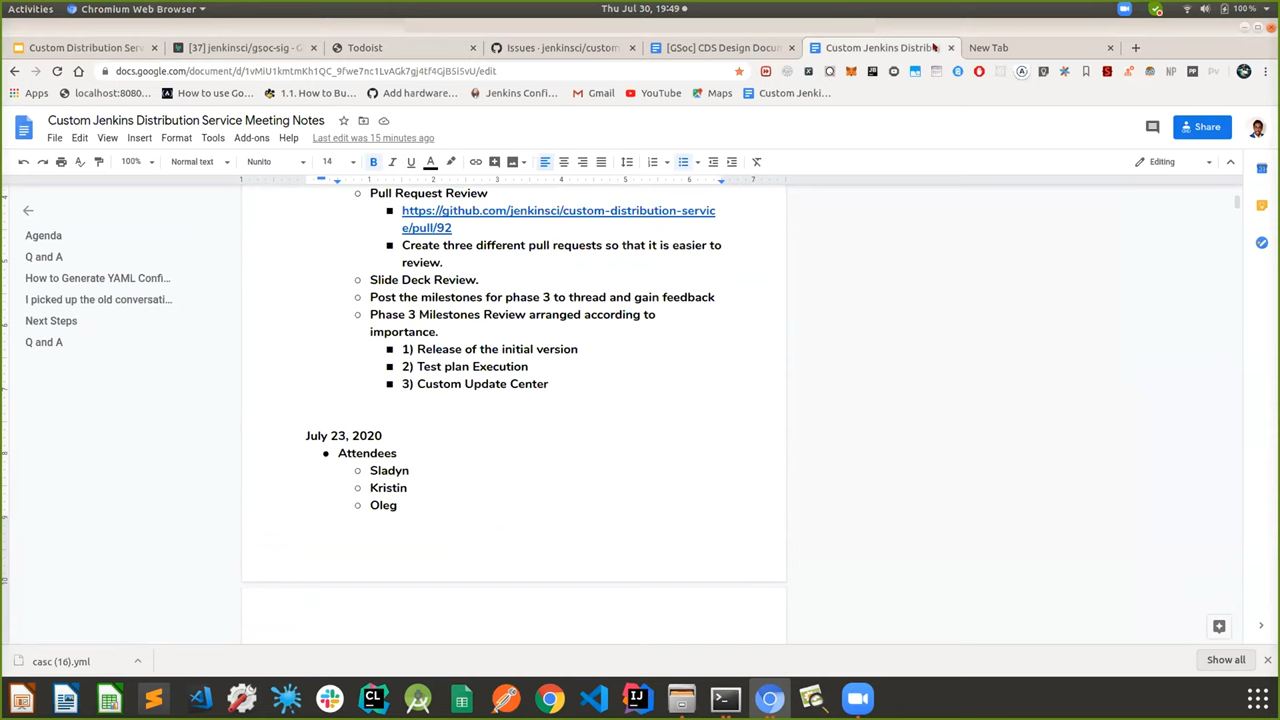 Activities
Chromium Web Browser
Thu Jul 30, 19:49
100%
Custom Distribution Ser
[37] jenkinsci/gsoc-sig - G
Todoist
Issues · jenkinsci/custom
[GSoc] CDS Design Docum
Custom Jenkins Distrib
New Tab
docs.google.com/document/d/1vMiU1kmtmKh1QC_9fwe7nc1LvAGk7gj4tf4GjB5i5vU/edit
Apps
localhost:8080...
How to use Go...
1.1. How to Bu...
Add hardware...
Jenkins Confi...
Gmail
YouTube
Maps
Custom Jenki...
Custom Jenkins Distribution Service Meeting Notes
File Edit View Insert Format Tools Add-ons Help
Last edit was 15 minutes ago
Share
100%
Normal text
Nunito
14
Editing
Agenda
Q and A
How to Generate YAML Confi...
I picked up the old conversati...
Next Steps
Q and A
Pull Request Review
https://github.com/jenkinsci/custom-distribution-servic
e/pull/92
Create three different pull requests so that it is easier to
review.
Slide Deck Review.
Post the milestones for phase 3 to thread and gain feedback
Phase 3 Milestones Review arranged according to
importance.
1) Release of the initial version
2) Test plan Execution
3) Custom Update Center
July 23, 2020
Attendees
Sladyn
Kristin
Oleg
casc (16).yml
Show all